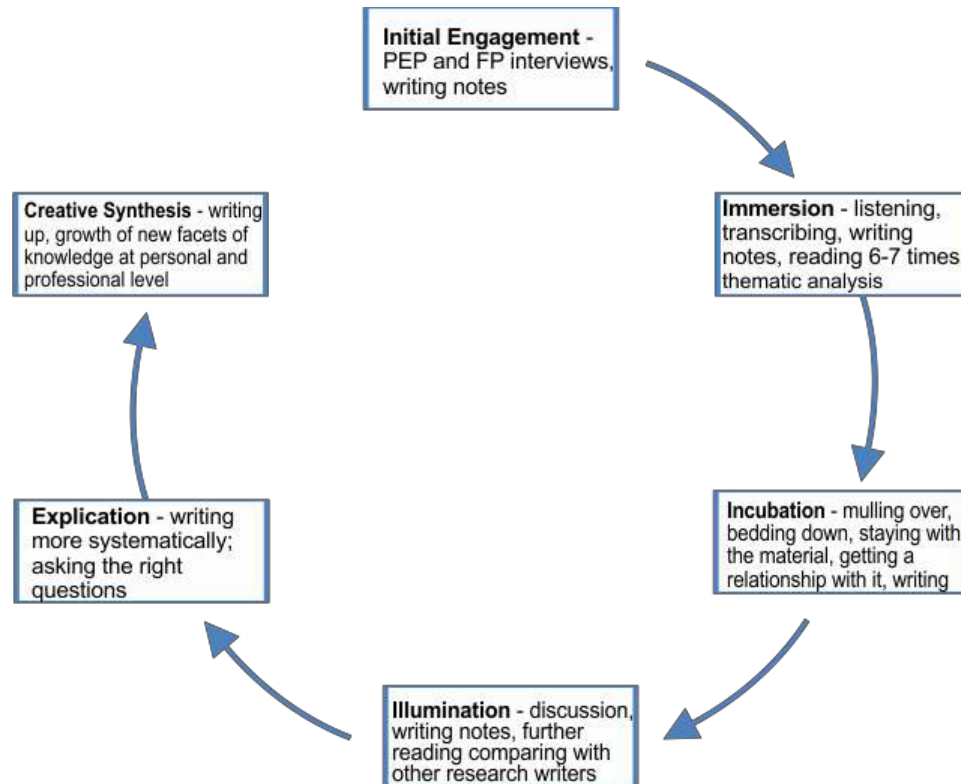 Initial Engagement -
PEP and FP interviews,
writing notes
Immersion - listening,
transcribing, writing
notes, reading 6-7 times
thematic analysis
Incubation - mulling over,
bedding down, staying with
the material, getting a
relationship with it, writing
Illumination - discussion,
writing notes, further
reading comparing with
other research writers
Explication - writing
more systematically;
asking the right
questions
Creative Synthesis - writing
up, growth of new facets of
knowledge at personal and
professional level